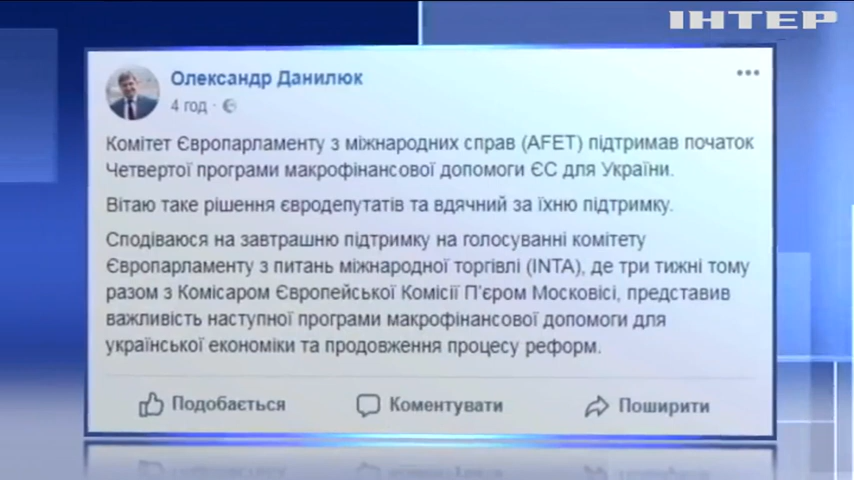 ІНТЕР
Олександр Данилюк
4 год ·
Комітет Європарламенту з міжнародних справ (AFET) підтримав початок
Четвертої програми макрофінансової допомоги ЄС для України.
Вітаю таке рішення євродепутатів та вдячний за їхню підтримку.
Сподіваюся на завтрашню підтримку на голосуванні комітету
Європарламенту з питань міжнародної торгівлі (INTA), де три тижні тому
разом з Комісаром Європейської Комісії П'єром Московісі, представив
важливість наступної програми макрофінансової допомоги для
української економіки та продовження процесу реформ.
Подобається Коментувати Поширити